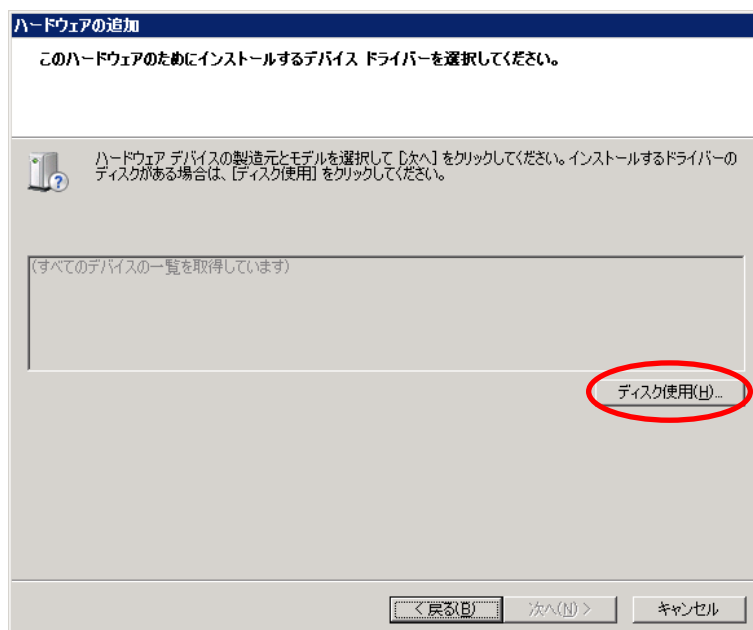 ハードウェアの追加
このハードウェアのためにインストールするデバイス ドライバーを選択してください。
ハードウェア デバイスの製造元とモデルを選択して [次へ] をクリックしてください。インストールするドライバーの
ディスクがある場合は、[ディスク使用] をクリックしてください。
(すべてのデバイスの一覧を取得しています)
ディスク使用(H)...
< 戻る(B)
次へ(N) >
キャンセル